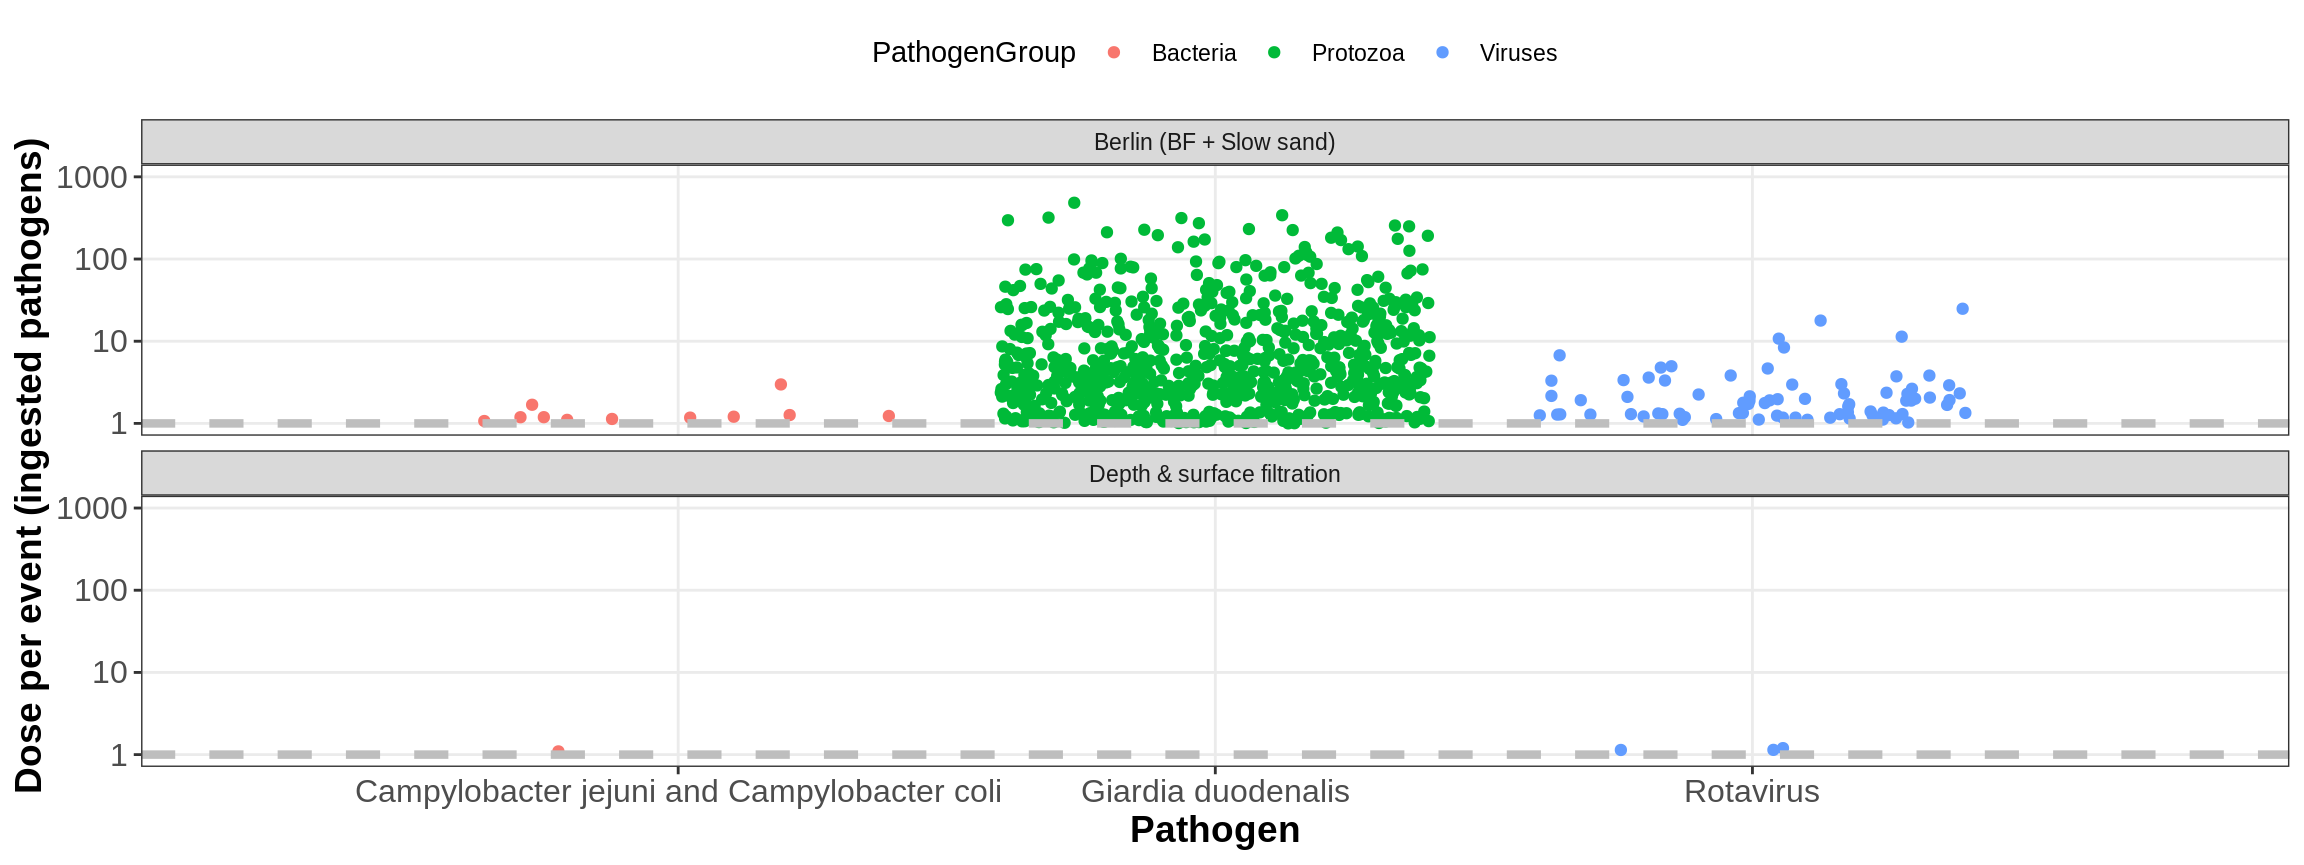 PathogenGroup Bacteria Protozoa Viruses
Berlin (BF + Slow sand)
1000
100
10
1
Depth & surface filtration
1000
100
10
1
Dose per event (ingested pathogens)
Campylobacter jejuni and Campylobacter coli Giardia duodenalis Rotavirus
Pathogen